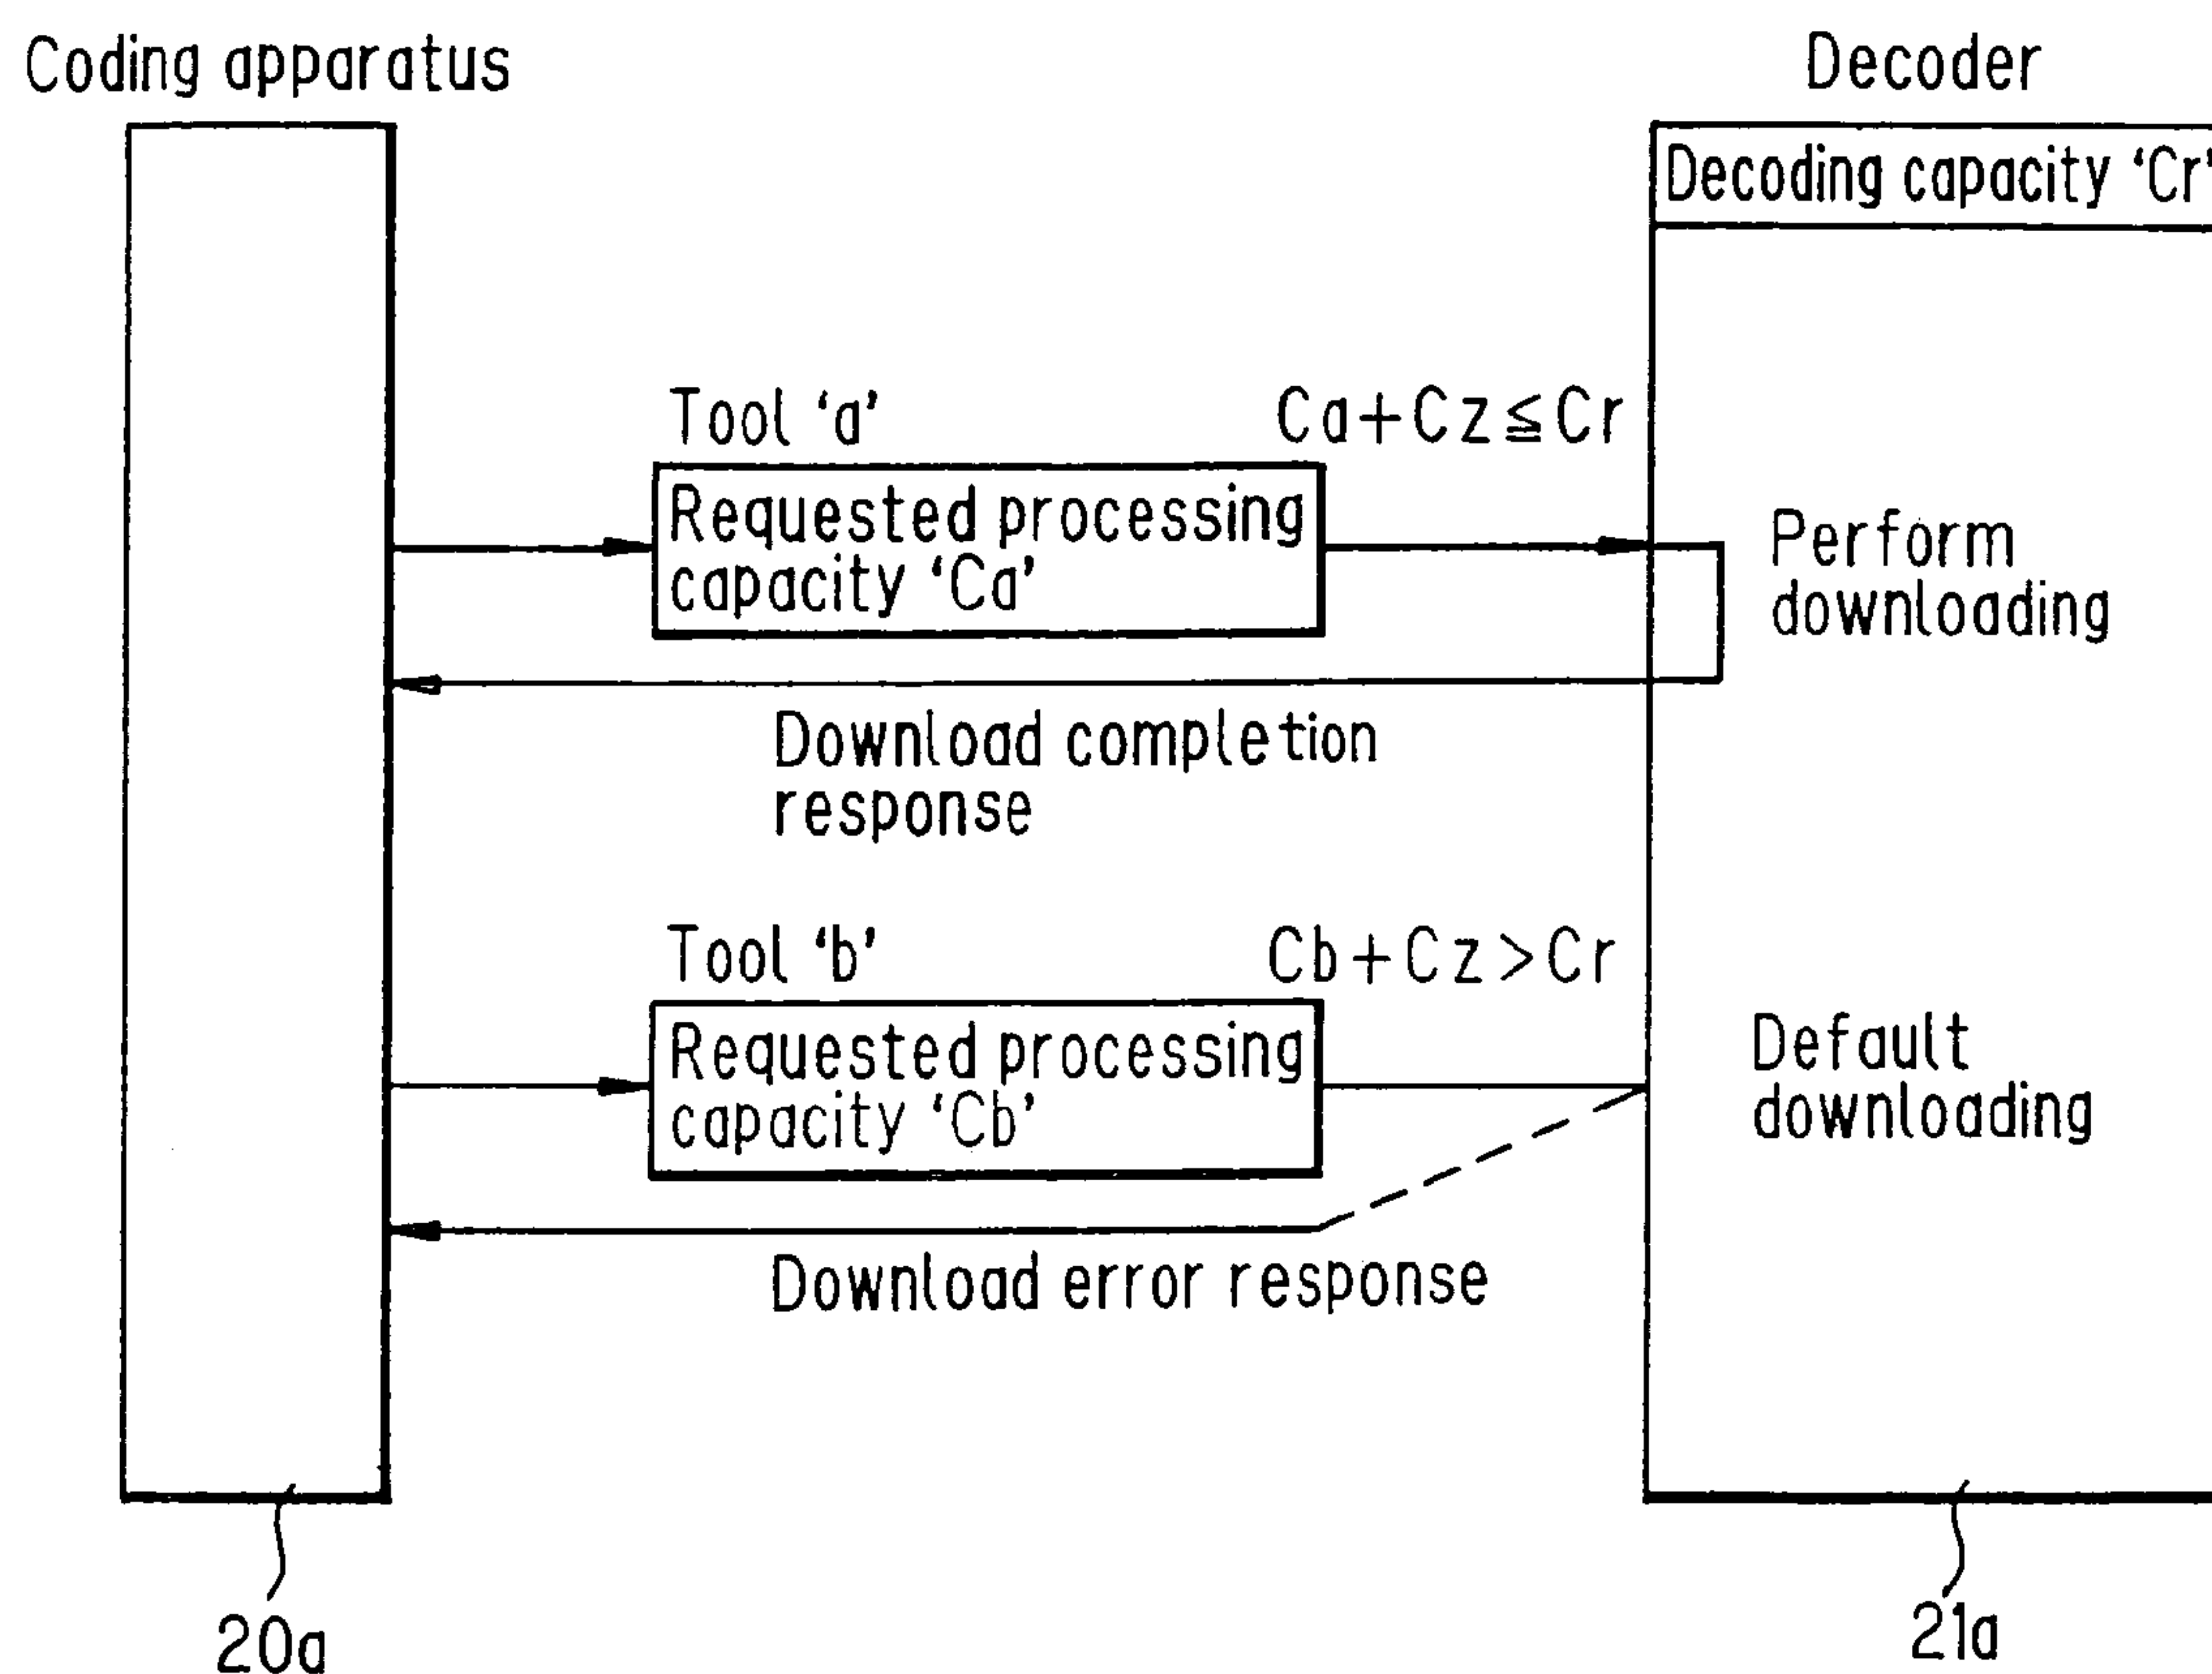 Coding apparatus
Decoder
Decoding capacity ‘Cr’
Tool ‘a’
Ca+Cz≦Cr
Requested processing
capacity ‘Ca’
Perform
downloading
Download completion
response
Tool ‘b’
Cb+Cz>Cr
Requested processing
capacity ‘Cb’
Default
downloading
Download error response
20a
21a